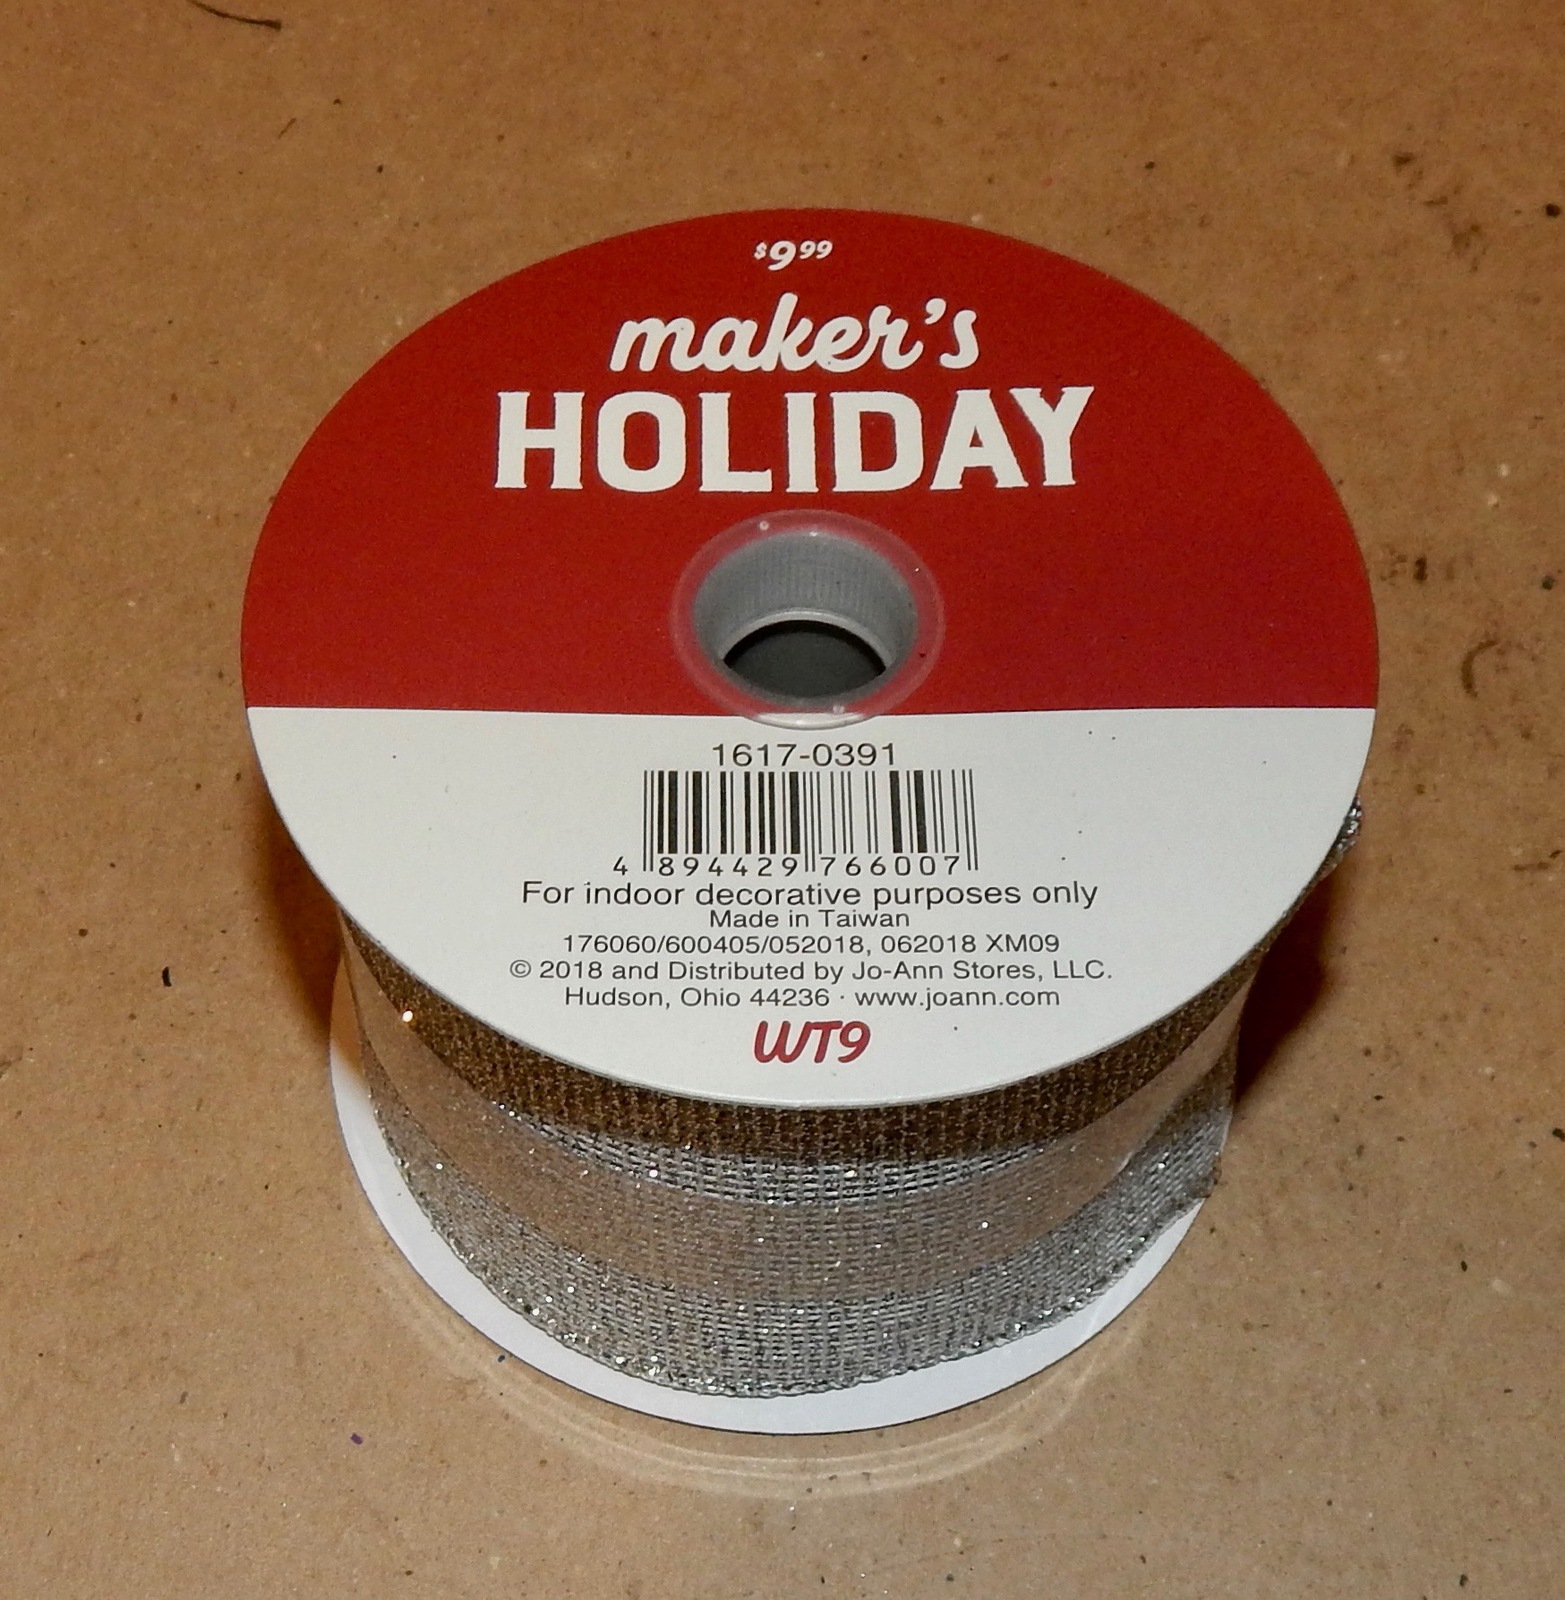 $9.99
maker's
HOLIDAY
1617-0391
4 894429 766007
For indoor decorative purposes only
Made in Taiwan
176060/600405/052018, 062018 XM09
© 2018 and Distributed by Jo-Ann Stores, LLC.
Hudson, Ohio 44236 · www.joann.com
WT9